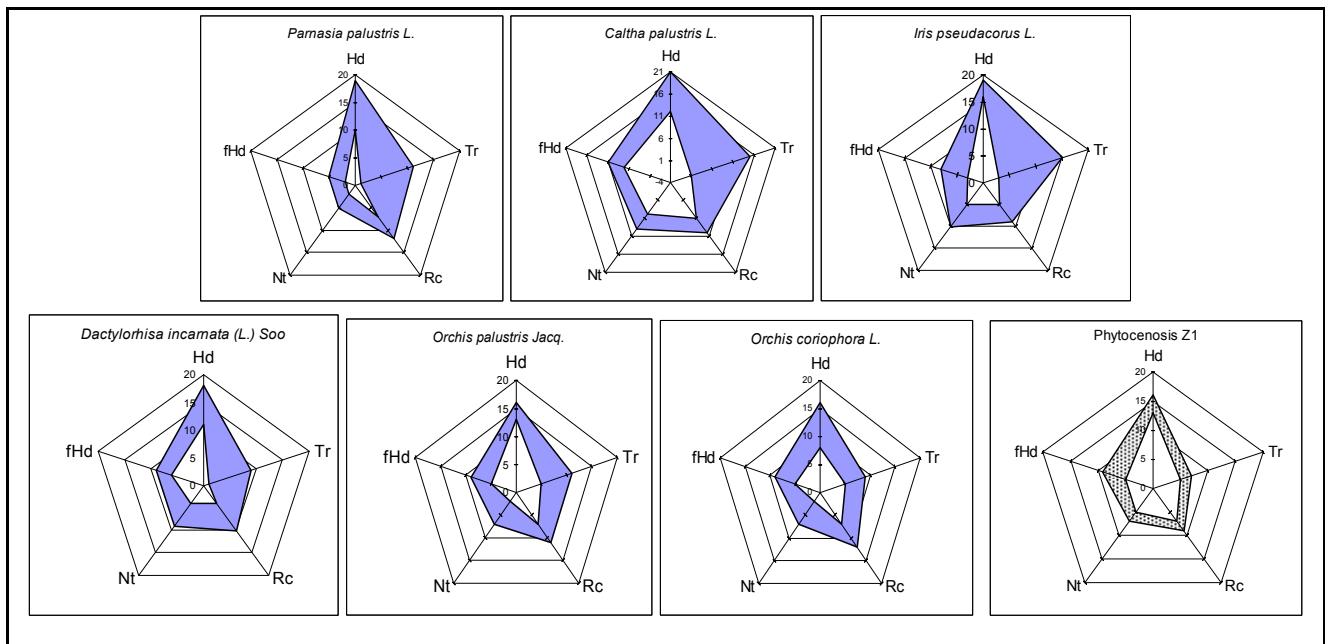 Parnasia palustris L.
Hd
20
15
10
5
0
Tr
Rc
Nt
fHd
Caltha palustris L.
Hd
21
16
11
6
1
-4
Tr
Rc
Nt
fHd
Iris pseudacorus L.
Hd
20
15
10
5
0
Tr
Rc
Nt
fHd
Dactylorhisa incarnata (L.) Soo
Hd
20
15
10
5
0
Tr
Rc
Nt
fHd
Orchis palustris Jacq.
Hd
20
15
10
5
0
Tr
Rc
Nt
fHd
Orchis coriophora L.
Hd
20
15
10
5
0
Tr
Rc
Nt
fHd
Phytocenosis Z1
Hd
20
15
10
5
0
Tr
Rc
Nt
fHd